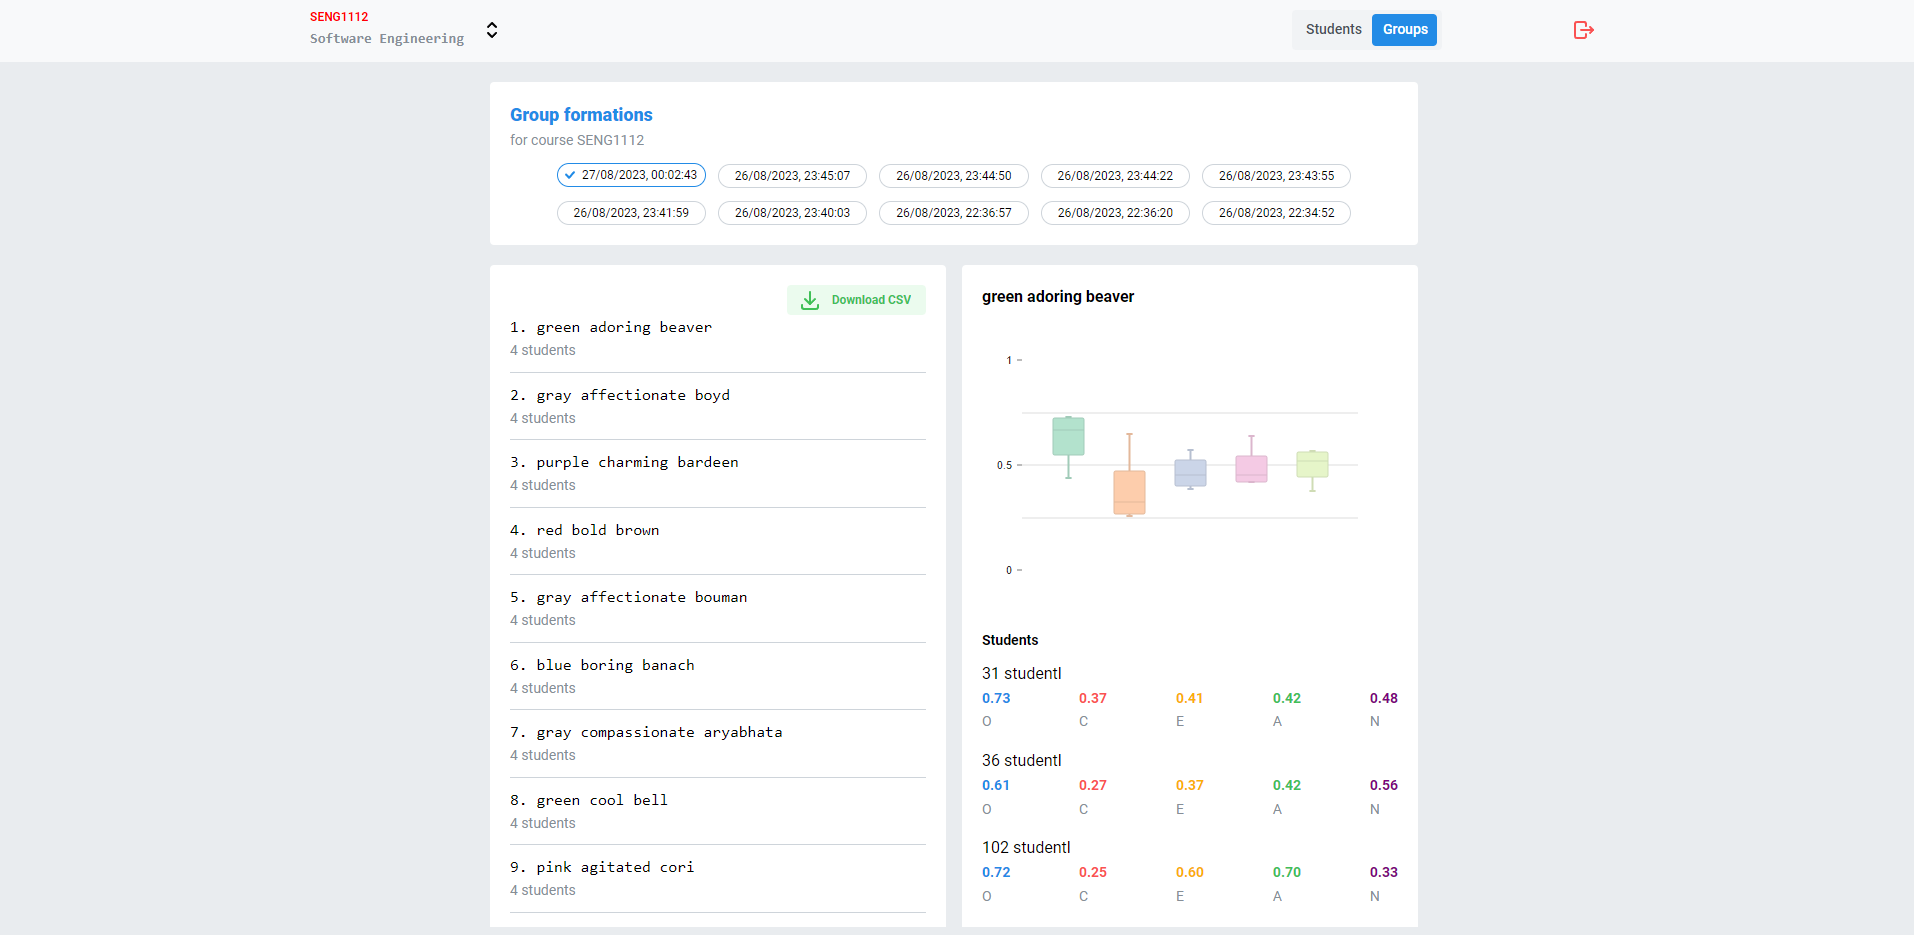 SENG1112
Software Engineering
Students Groups
Group formations
for course SENG1112
27/08/2023, 00:02:43 26/08/2023, 23:45:07 26/08/2023, 23:44:50 26/08/2023, 23:44:22 26/08/2023, 23:43:55
26/08/2023, 23:41:59 26/08/2023, 23:40:03 26/08/2023, 22:36:57 26/08/2023, 22:36:20 26/08/2023, 22:34:52
Download CSV
1. green adoring beaver
4 students
2. gray affectionate boyd
4 students
3. purple charming bardeen
4 students
4. red bold brown
4 students
5. gray affectionate bouman
4 students
6. blue boring banach
4 students
7. gray compassionate aryabhata
4 students
8. green cool bell
4 students
9. pink agitated cori
4 students
green adoring beaver
1
0.5
0
Students
31 studentl
0.73 0.37 0.41 0.42 0.48
O C E A N
36 studentl
0.61 0.27 0.37 0.42 0.56
O C E A N
102 studentl
0.72 0.25 0.60 0.70 0.33
O C E A N